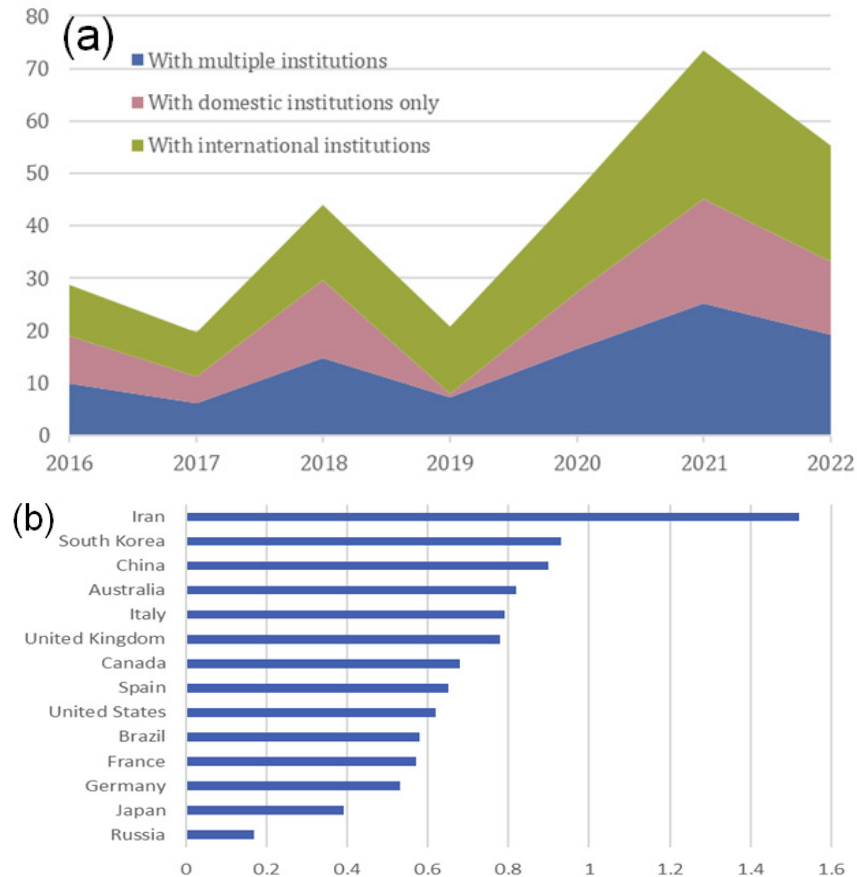 (a)
80
70
60
50
40
30
20
10
0
With multiple institutions
With domestic institutions only
With international institutions
2016 2017 2018 2019 2020 2021 2022
(b)
Iran
South Korea
China
Australia
Italy
United Kingdom
Canada
Spain
United States
Brazil
France
Germany
Japan
Russia
0 0.2 0.4 0.6 0.8 1 1.2 1.4 1.6